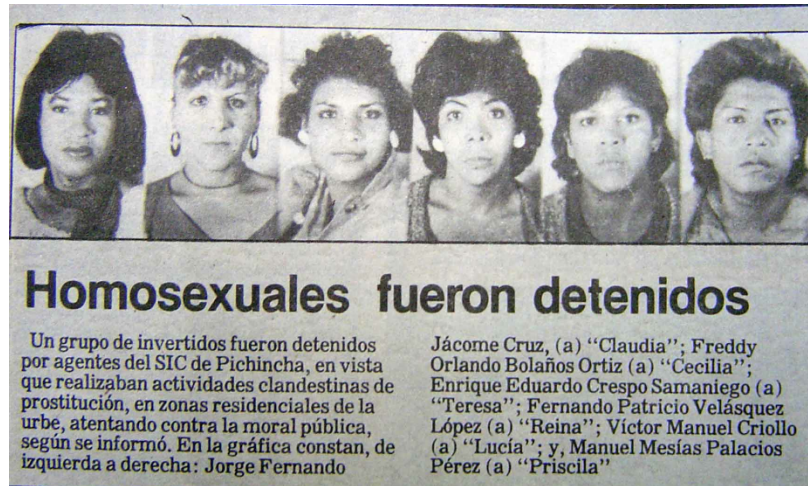 Homosexuales fueron detenidos
Un grupo de invertidos fueron detenidos
por agentes del SIC de Pichincha, en vista
que realizaban actividades clandestinas de
prostitución, en zonas residenciales de la
urbe, atentando contra la moral pública,
según se informó. En la gráfica constan, de
izquierda a derecha: Jorge Fernando
Jácome Cruz, (a) “Claudia”; Freddy
Orlando Bolaños Ortiz (a) “Cecilia”;
Enrique Eduardo Crespo Samaniego (a)
“Teresa”; Fernando Patricio Velásquez
López (a) “Reina”; Víctor Manuel Criollo
(a) “Lucía”; y, Manuel Mesías Palacios
Pérez (a) “Priscila”